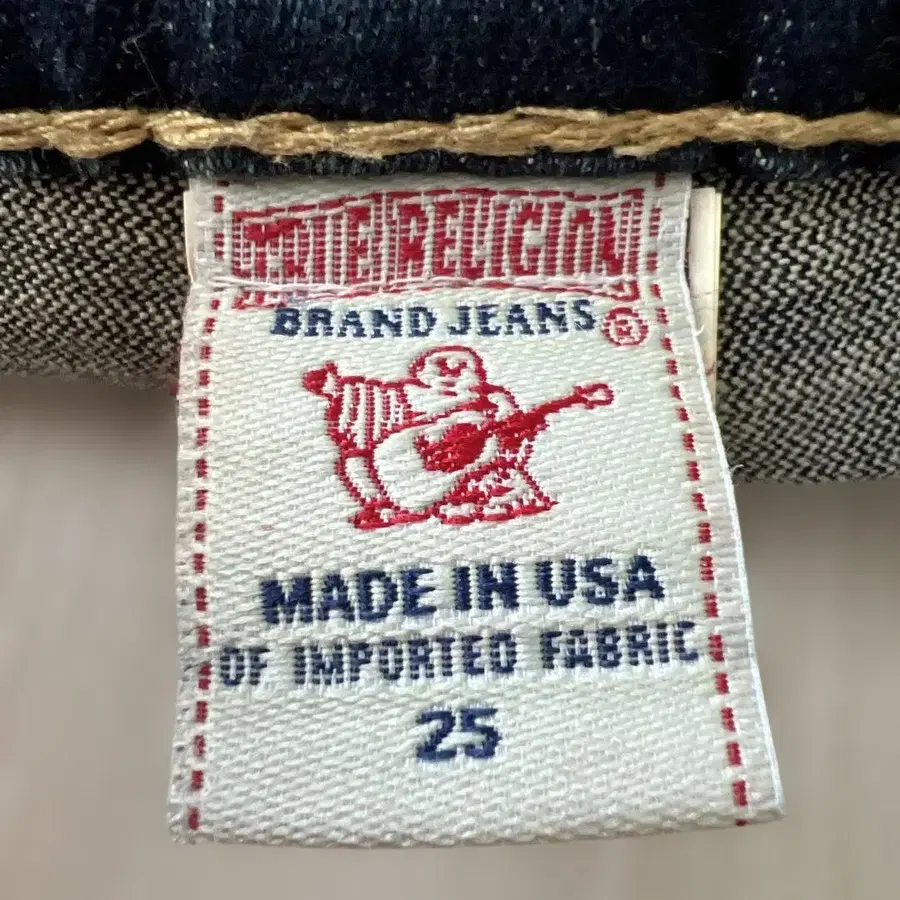 TRUE RELIGION
BRAND JEANS ®
MADE IN USA
OF IMPORTED FABRIC
25